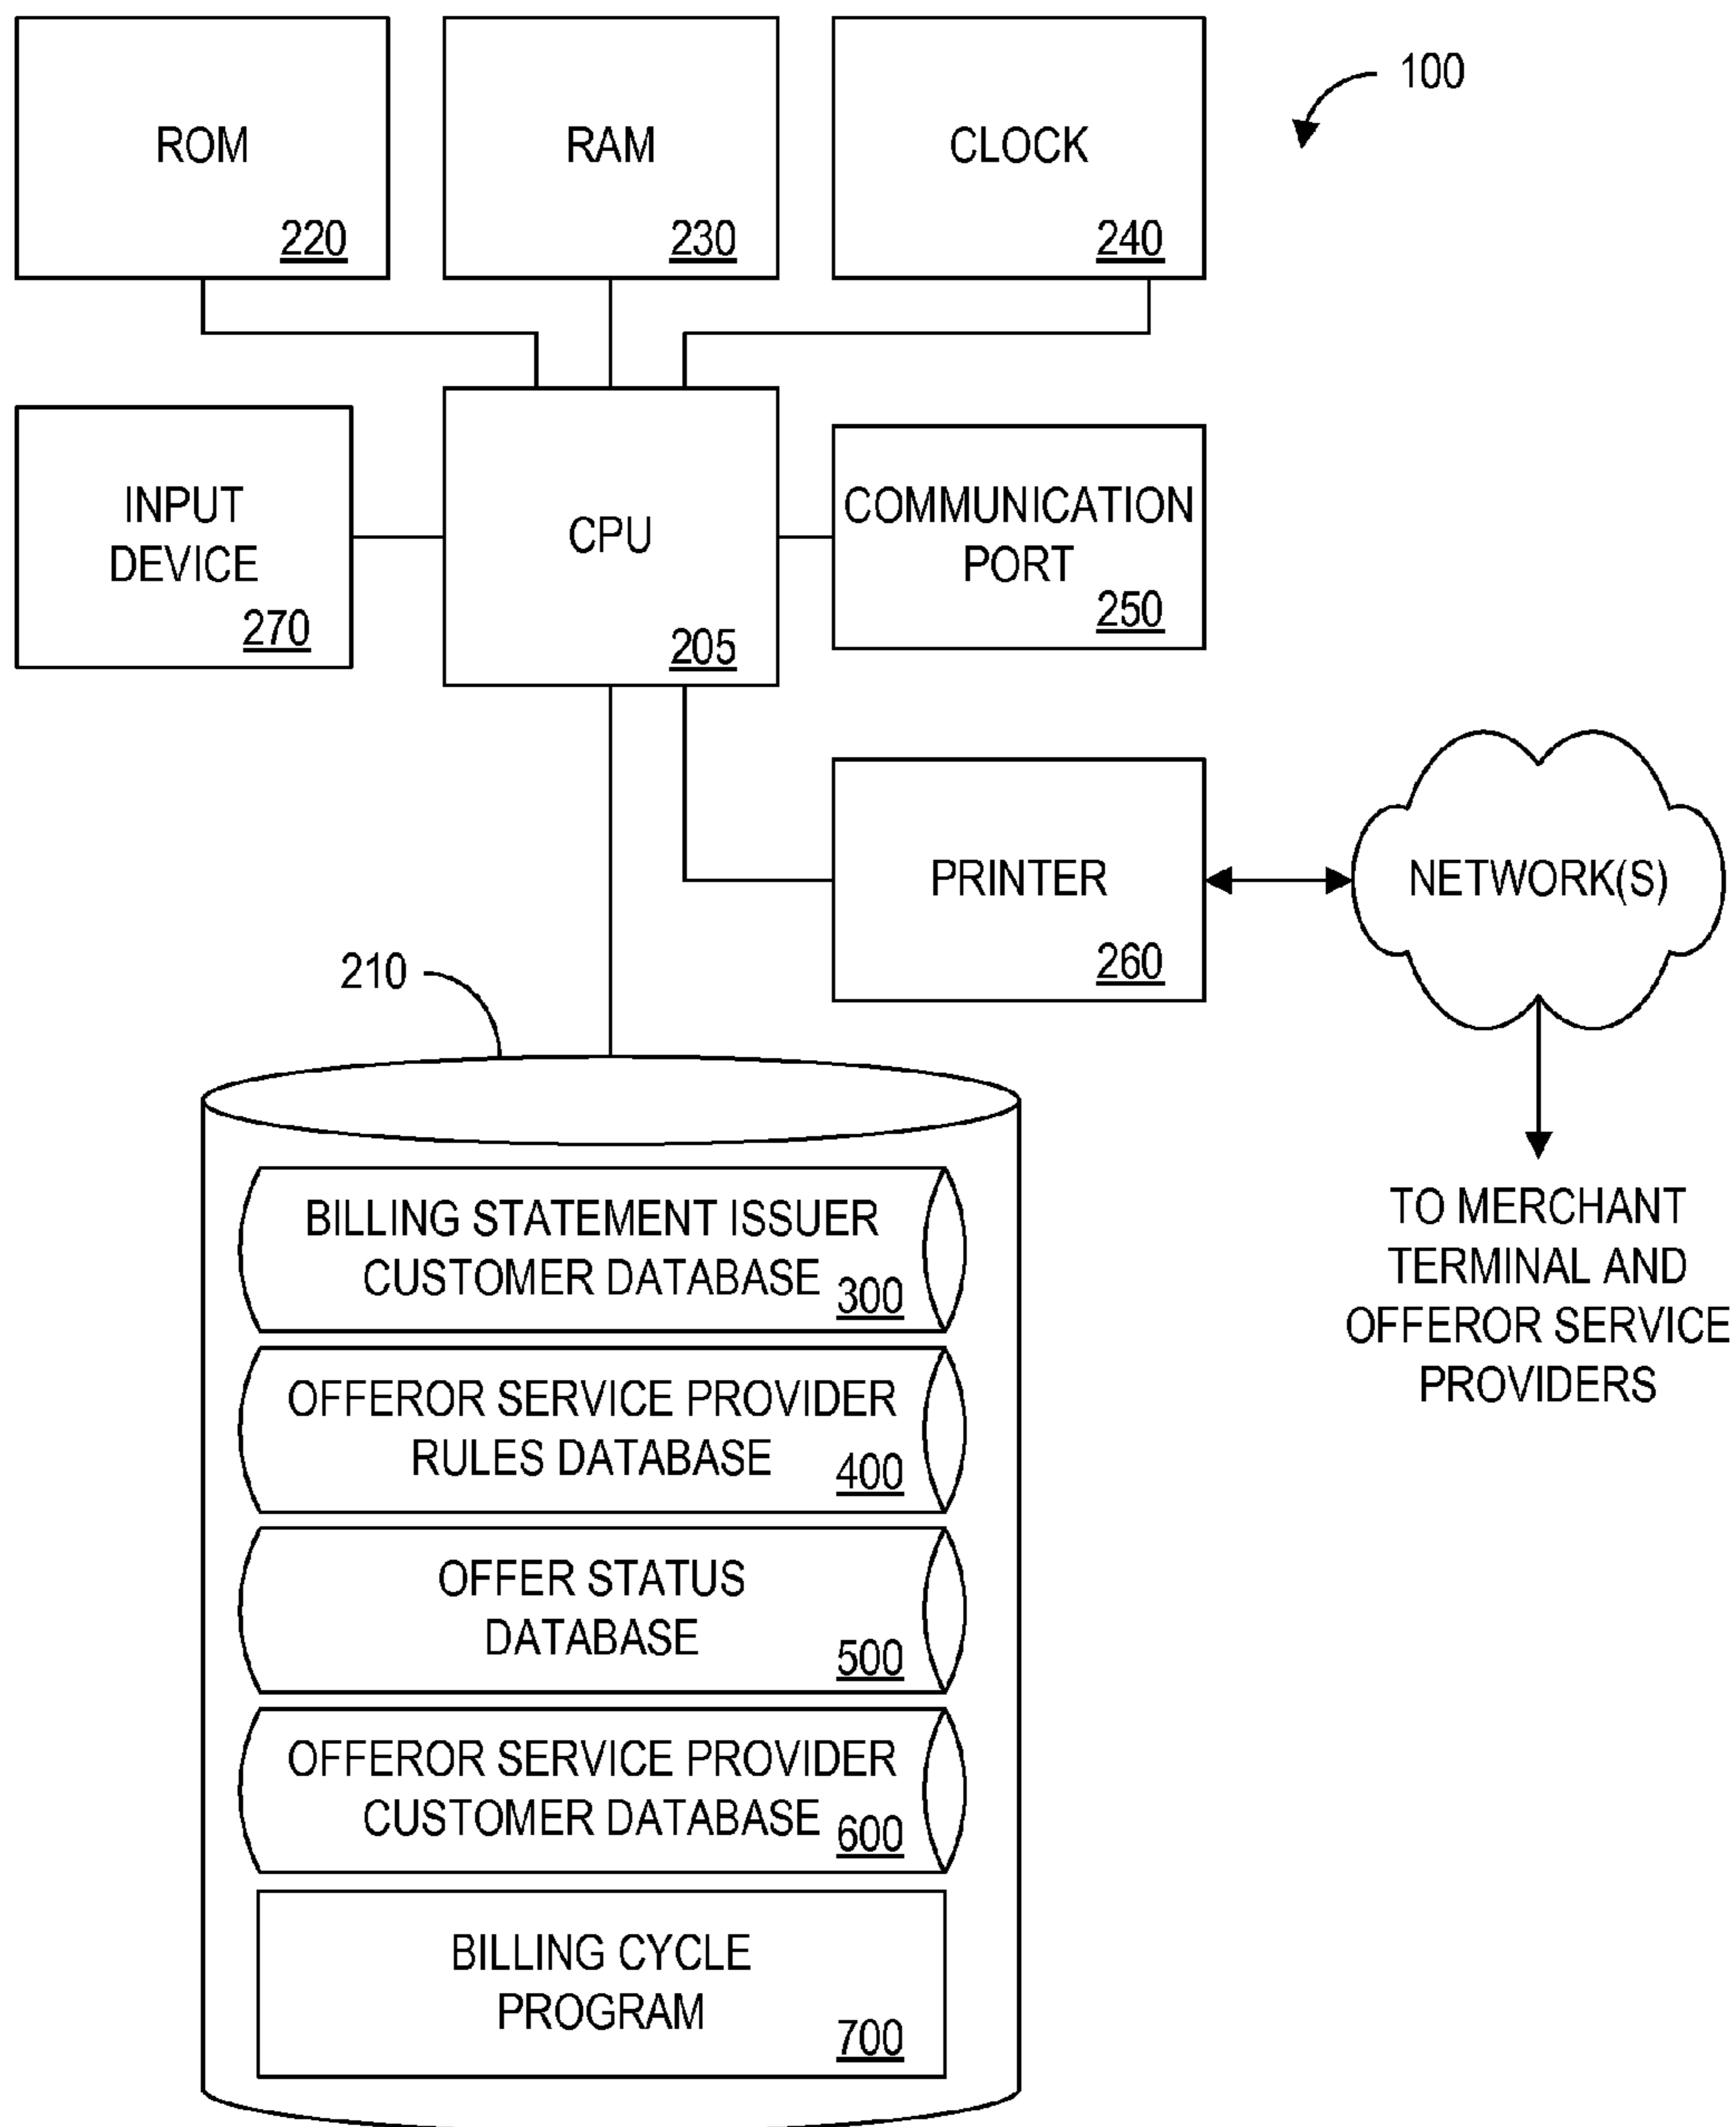 ROM
220
RAM
230
CLOCK
240
100
INPUT
DEVICE
270
CPU
205
COMMUNICATION
PORT
250
PRINTER
260
NETWORK(S)
TO MERCHANT
TERMINAL AND
OFFEROR SERVICE
PROVIDERS
210
BILLING STATEMENT ISSUER
CUSTOMER DATABASE 300
OFFEROR SERVICE PROVIDER
RULES DATABASE 400
OFFER STATUS
DATABASE 500
OFFEROR SERVICE PROVIDER
CUSTOMER DATABASE 600
BILLING CYCLE
PROGRAM 700